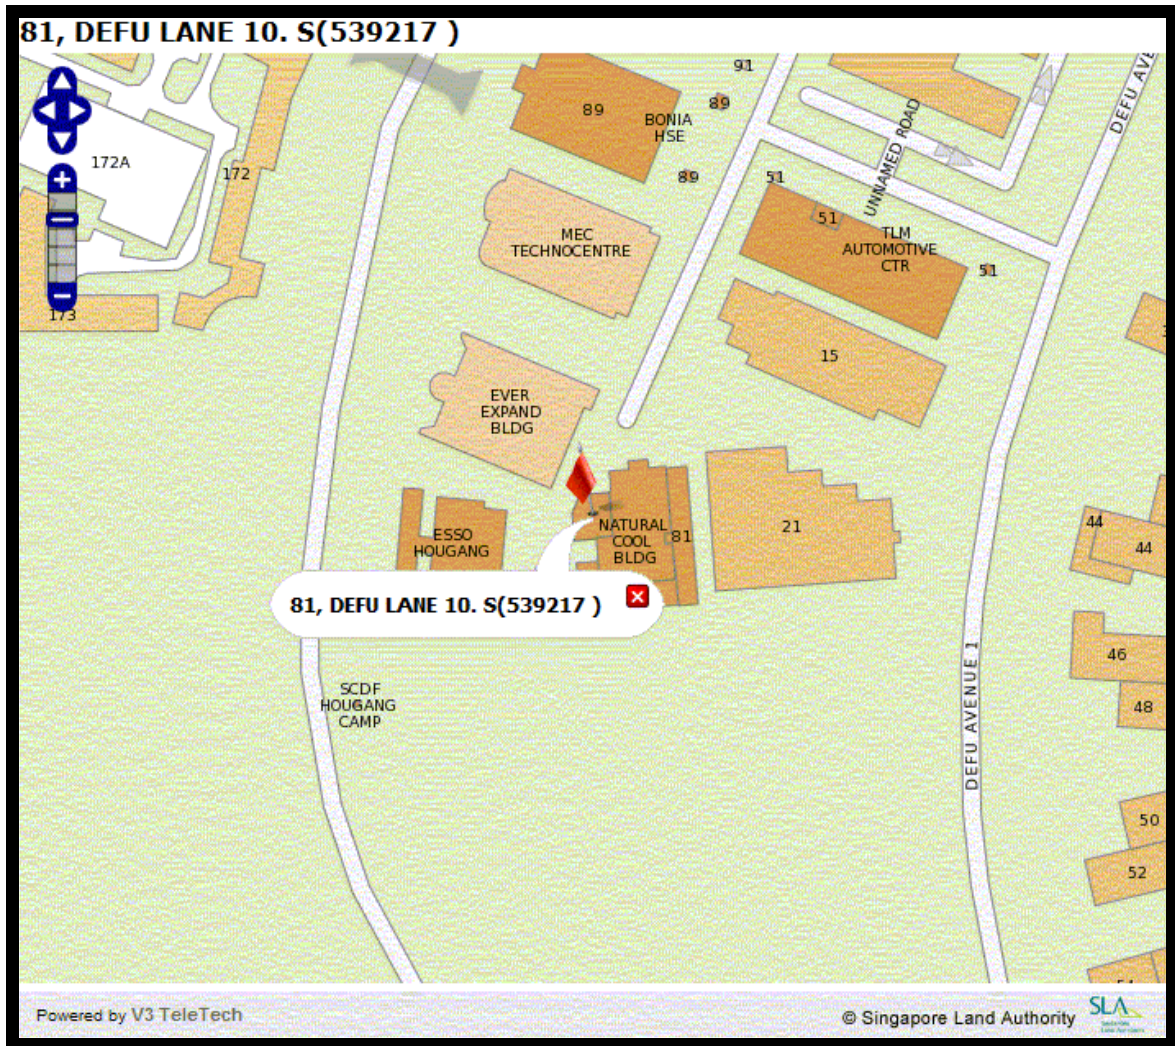 81, DEFU LANE 10. S(539217 )
91
89
89
BONIA
HSE
DEFU AVE
172A
172
89
51
UNNAMED ROAD
51
MEC
TECHNOCENTRE
TLM
AUTOMOTIVE
CTR
51
173
15
EVER
EXPAND
BLDG
ESSO
HOUGANG
NATURAL
COOL
BLDG
81
21
44
44
81, DEFU LANE 10. S(539217 )
SCDF
HOUGANG
CAMP
DEFU AVENUE 1
46
48
50
52
Powered by V3 TeleTech
© Singapore Land Authority
SLA